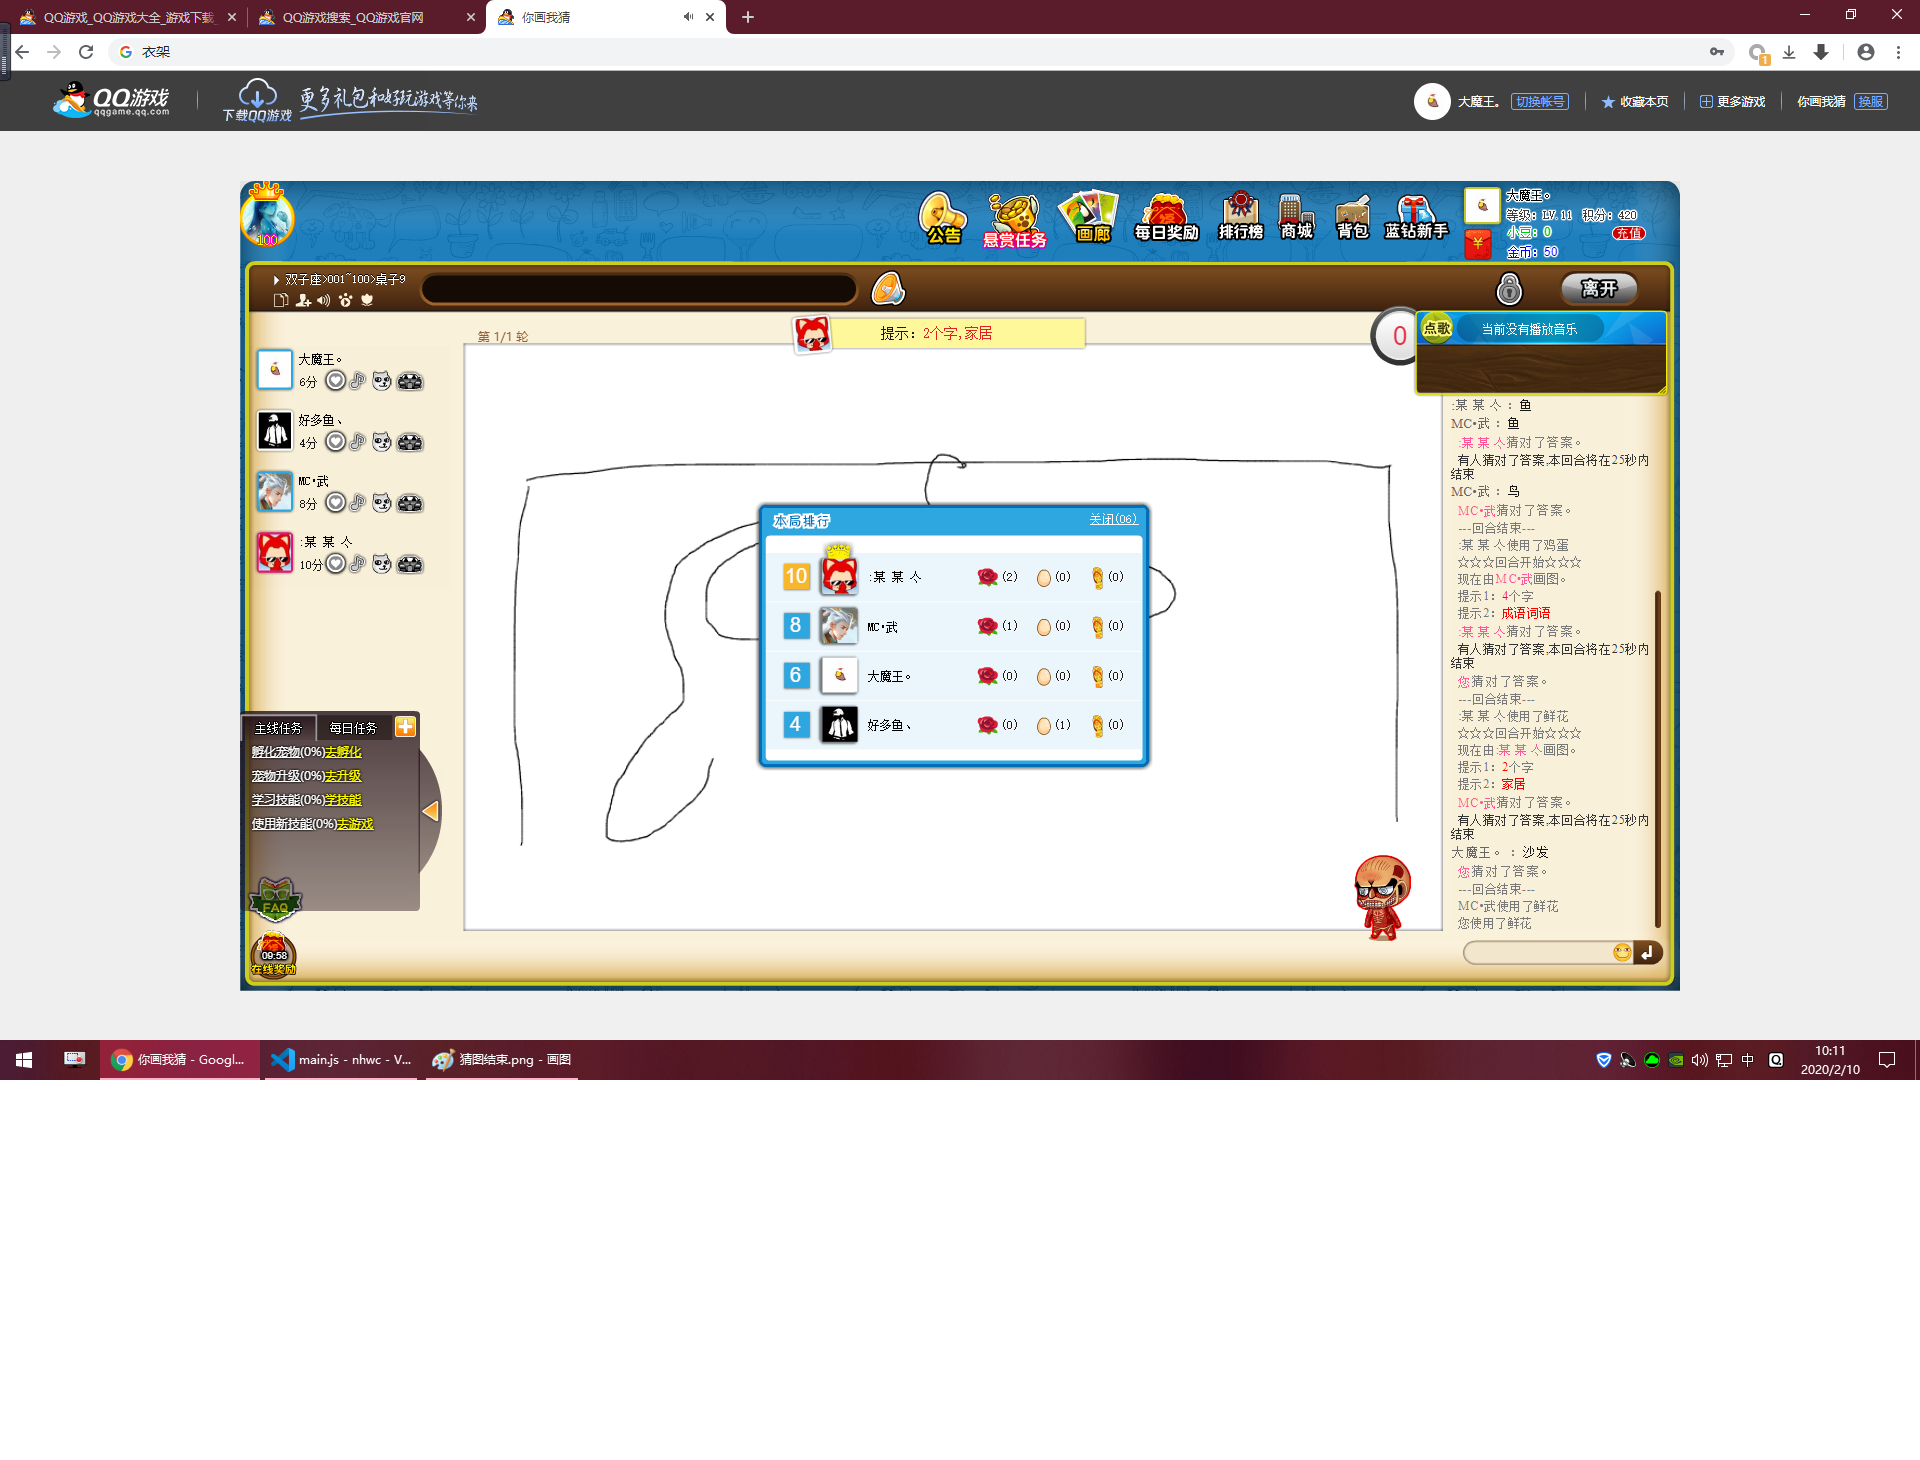 QQ游戏_QQ游戏大全_游戏下载_
QQ游戏搜索_QQ游戏官网
你画我猜
衣架
QQ游戏
qqgame.qq.com
下载QQ游戏
更多礼包和好玩游戏等你来
大魔王。
切换帐号
收藏本页
更多游戏
你画我猜
换服
100
公告
悬赏任务
画廊
每日奖励
排行榜
商城
背包
蓝钻新手
大魔王。
等级: LV.11 积分: 420
小豆: 0
充值
金币: 50
双子座>001~100>桌子9
离开
第 1/1 轮
提示: 2个字,家居
0
点歌
当前没有播放音乐
大魔王。
6分
好多鱼、
4分
MC•武
8分
:某 某 亽
10分
本局排行
关闭(06)
10 :某 某 亽 (2) (0) (0)
8 MC•武 (1) (0) (0)
6 大魔王。 (0) (0) (0)
4 好多鱼、 (0) (1) (0)
:某 某 亽 : 鱼
MC•武 : 鱼
:某 某 亽猜对了答案。
有人猜对了答案,本回合将在25秒内
结束
MC•武 : 鸟
MC•武猜对了答案。
---回合结束---
:某 某 亽使用了鸡蛋
☆☆☆回合开始☆☆☆
现在由MC•武画图。
提示1: 4个字
提示2: 成语词语
:某 某 亽猜对了答案。
有人猜对了答案,本回合将在25秒内
结束
您猜对了答案。
---回合结束---
:某 某 亽使用了鲜花
☆☆☆回合开始☆☆☆
现在由:某 某 亽画图。
提示1: 2个字
提示2: 家居
MC•武猜对了答案。
有人猜对了答案,本回合将在25秒内
结束
大魔王。 : 沙发
您猜对了答案。
---回合结束---
MC•武使用了鲜花
您使用了鲜花
主线任务
每日任务
孵化宠物(0%)去孵化
宠物升级(0%)去升级
学习技能(0%)学技能
使用新技能(0%)去游戏
FAQ
09:58
在线奖励
你画我猜 - Googl...
main.js - nhwc - V...
猜图结束.png - 画图
中
10:11
2020/2/10